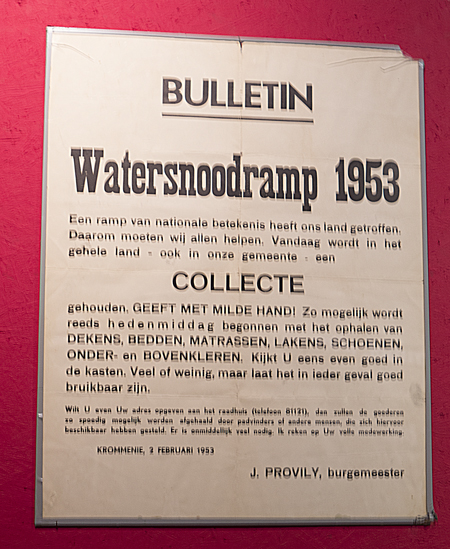 BULLETIN
Watersnoodramp 1953
Een ramp van nationale betekenis heeft ons land getroffen.
Daarom moeten wij allen helpen. Vandaag wordt in het
gehele land - ook in onze gemeente - een
COLLECTE
gehouden. GEEFT MET MILDE HAND! Zo mogelijk wordt
reeds hedenmiddag begonnen met het ophalen van
DEKENS, BEDDEN, MATRASSEN, LAKENS, SCHOENEN,
ONDER- en BOVENKLEREN. Kijkt U eens even goed in
de kasten. Veel of weinig, maar laat het in ieder geval goed
bruikbaar zijn.
Wilt U even Uw adres opgeven aan het raadhuis (telefoon 81121), dan zullen de goederen
zo spoedig mogelijk worden afgehaald door padvinders of andere mensen, die zich hiervoor
beschikbaar hebben gesteld. Er is onmiddellijk veel nodig. Ik reken op Uw volle medewerking.
KROMMENIE, 2 FEBRUARI 1953
J. PROVILY, burgemeester